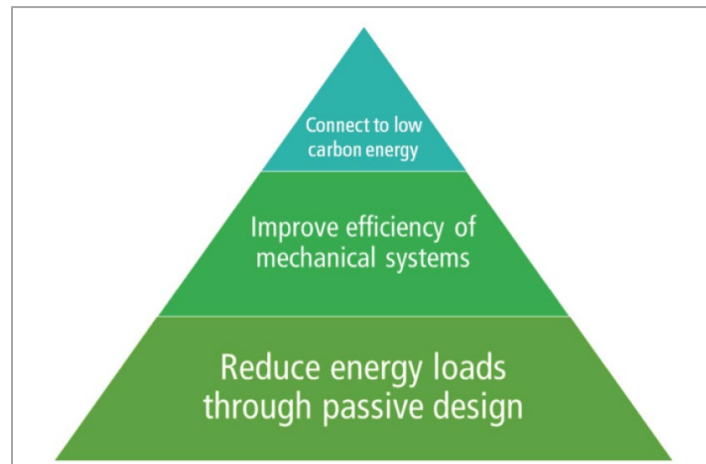 Connect to low
carbon energy
Improve efficiency of
mechanical systems
Reduce energy loads
through passive design